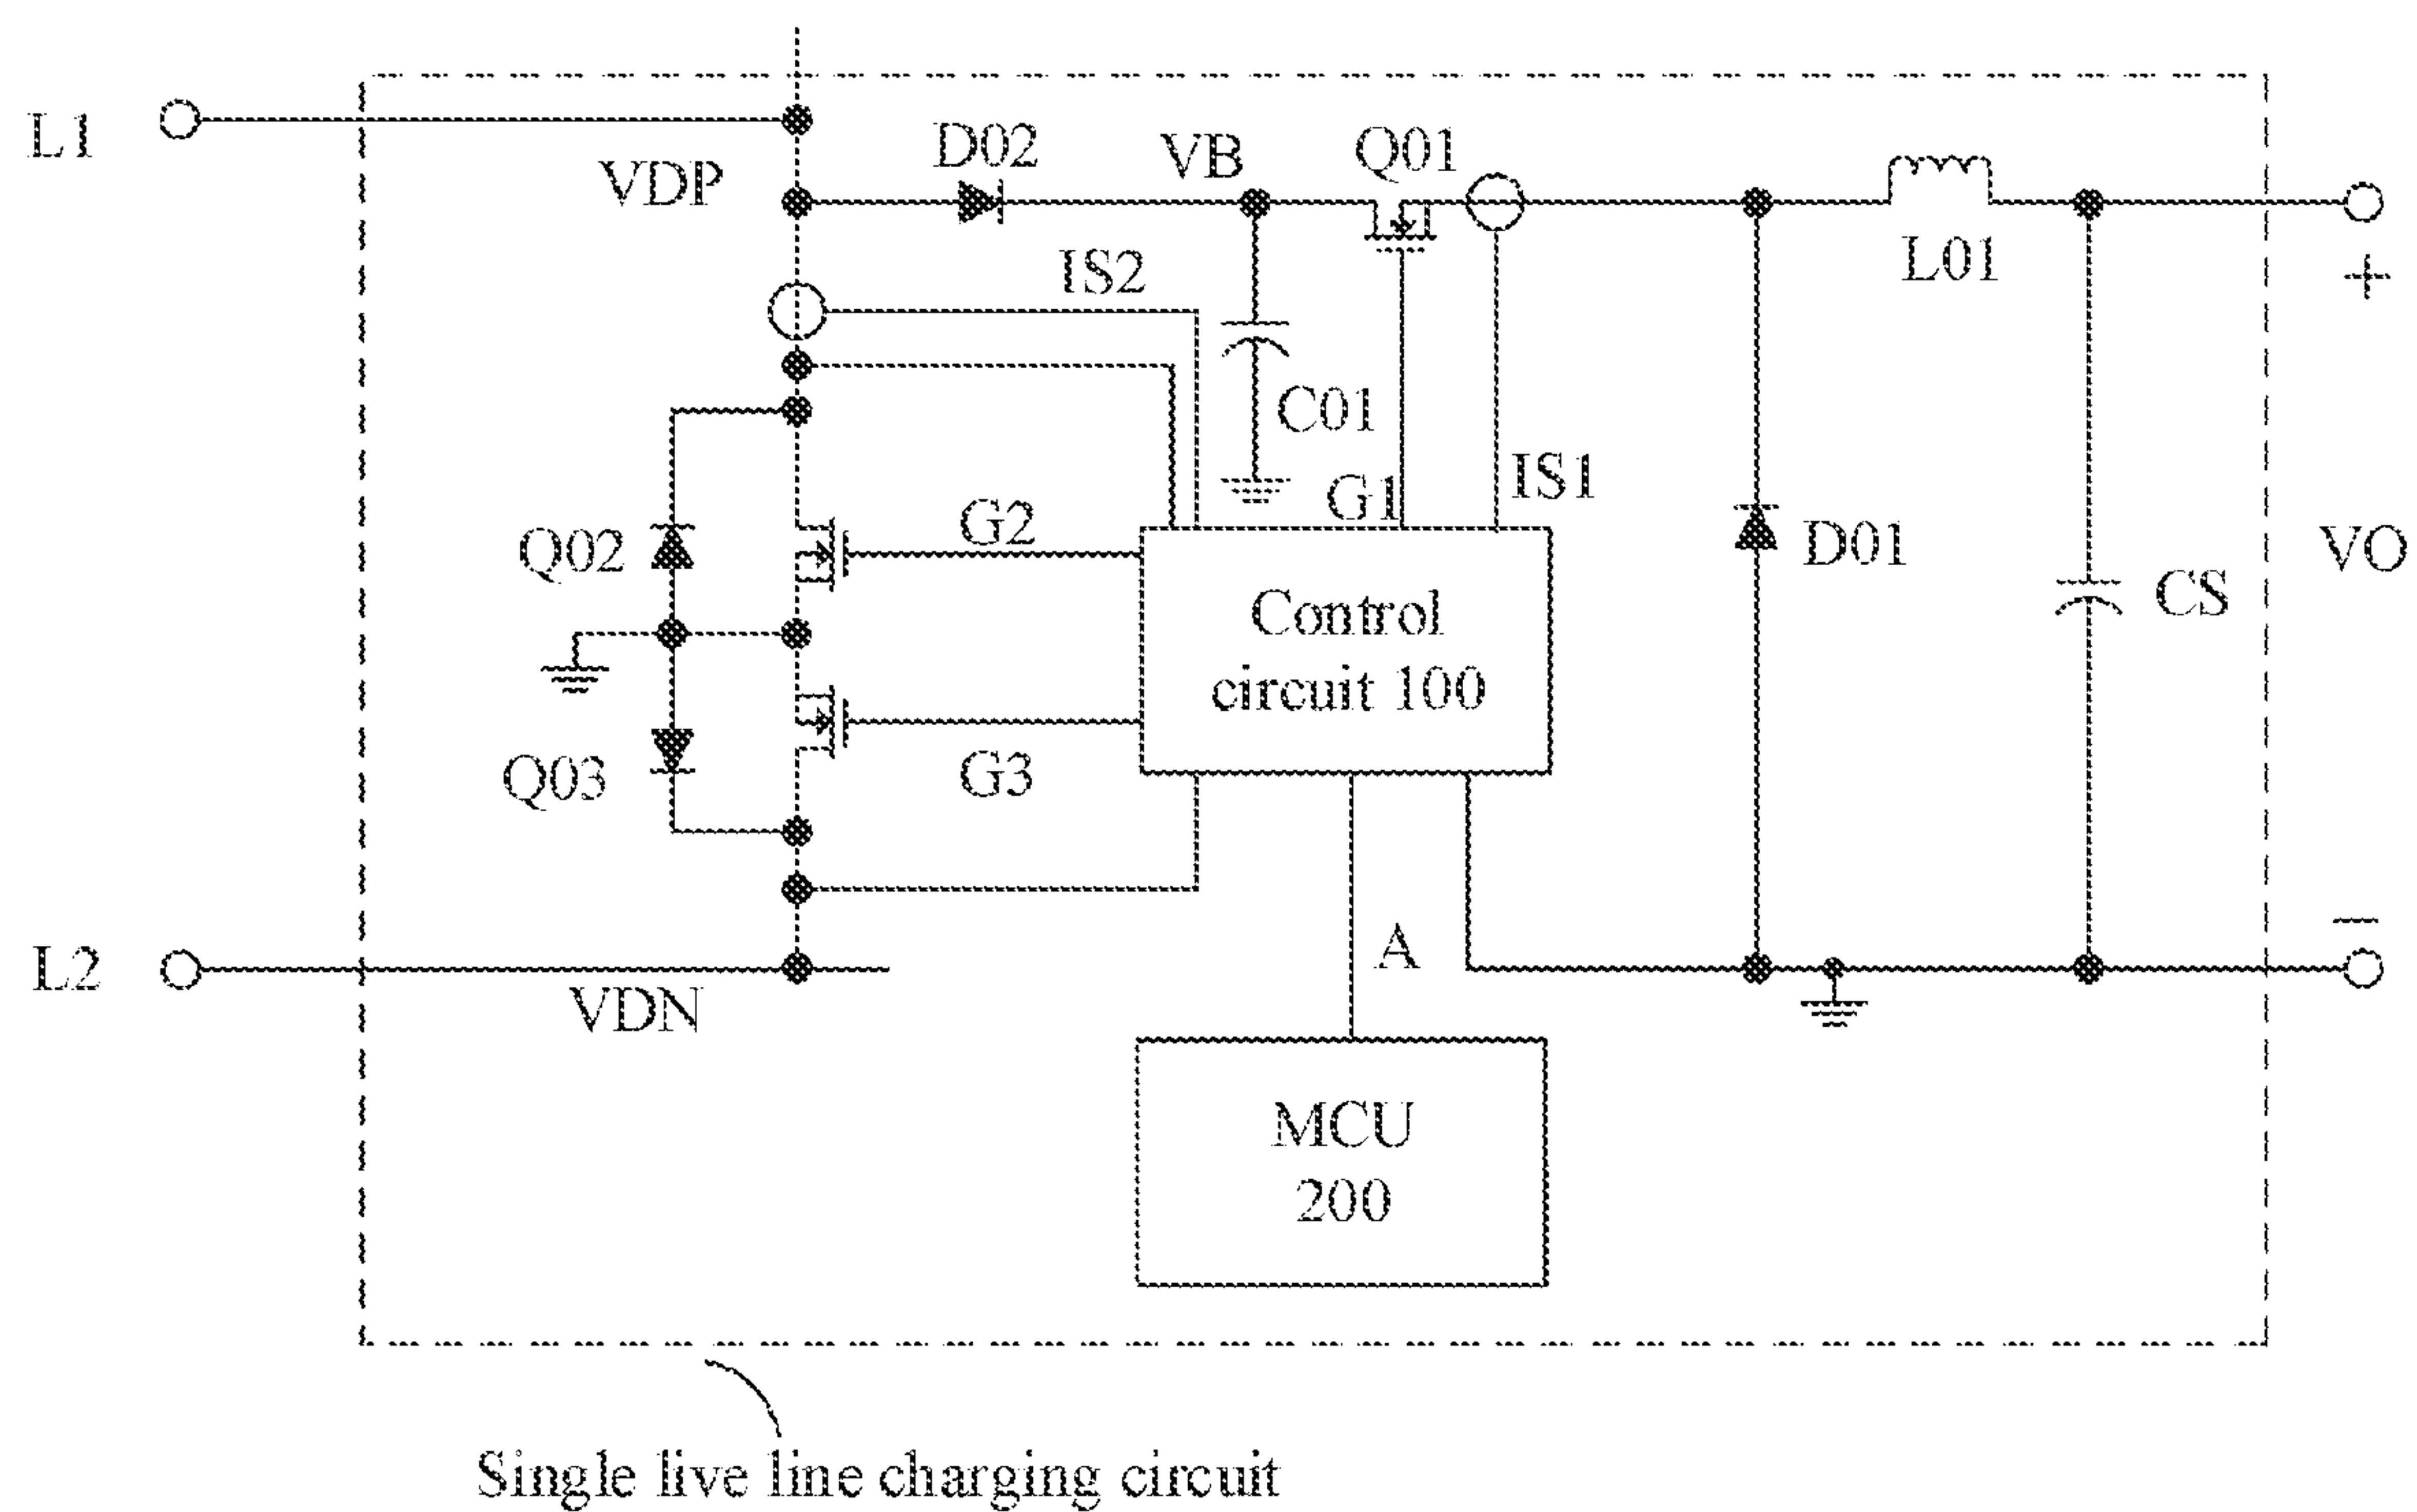 L1
VDP
D02
VB
Q01
L01
+
IS2
C01
G1
IS1
Q02
G2
D01
VO
Control
circuit 100
CS
Q03
G3
A
−
L2
VDN
MCU
200
Single live line charging circuit